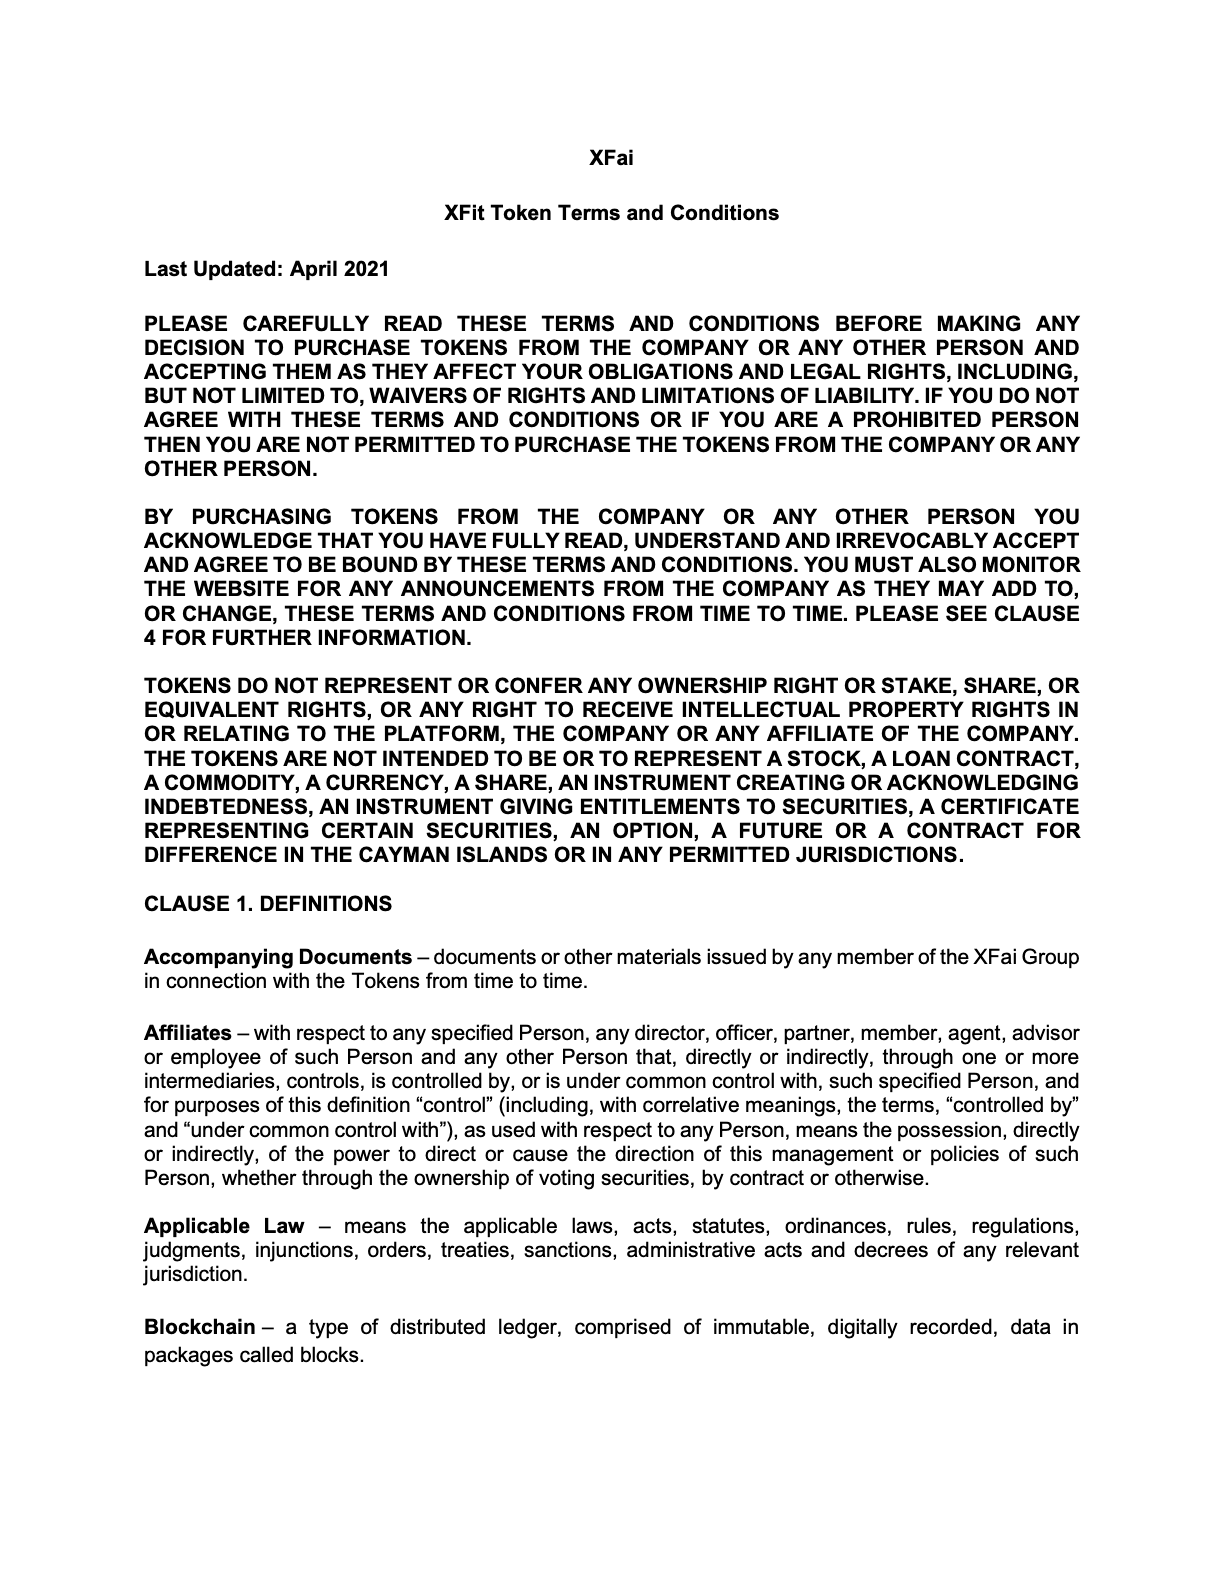 XFai
XFit Token Terms and Conditions
Last Updated: April 2021
PLEASE CAREFULLY READ THESE TERMS AND CONDITIONS BEFORE MAKING ANY
DECISION TO PURCHASE TOKENS FROM THE COMPANY OR ANY OTHER PERSON AND
ACCEPTING THEM AS THEY AFFECT YOUR OBLIGATIONS AND LEGAL RIGHTS, INCLUDING,
BUT NOT LIMITED TO, WAIVERS OF RIGHTS AND LIMITATIONS OF LIABILITY. IF YOU DO NOT
AGREE WITH THESE TERMS AND CONDITIONS OR IF YOU ARE A PROHIBITED PERSON
THEN YOU ARE NOT PERMITTED TO PURCHASE THE TOKENS FROM THE COMPANY OR ANY
OTHER PERSON.
BY PURCHASING TOKENS FROM THE COMPANY OR ANY OTHER PERSON YOU
ACKNOWLEDGE THAT YOU HAVE FULLY READ, UNDERSTAND AND IRREVOCABLY ACCEPT
AND AGREE TO BE BOUND BY THESE TERMS AND CONDITIONS. YOU MUST ALSO MONITOR
THE WEBSITE FOR ANY ANNOUNCEMENTS FROM THE COMPANY AS THEY MAY ADD TO,
OR CHANGE, THESE TERMS AND CONDITIONS FROM TIME TO TIME. PLEASE SEE CLAUSE
4 FOR FURTHER INFORMATION.
TOKENS DO NOT REPRESENT OR CONFER ANY OWNERSHIP RIGHT OR STAKE, SHARE, OR
EQUIVALENT RIGHTS, OR ANY RIGHT TO RECEIVE INTELLECTUAL PROPERTY RIGHTS IN
OR RELATING TO THE PLATFORM, THE COMPANY OR ANY AFFILIATE OF THE COMPANY.
THE TOKENS ARE NOT INTENDED TO BE OR TO REPRESENT A STOCK, A LOAN CONTRACT,
A COMMODITY, A CURRENCY, A SHARE, AN INSTRUMENT CREATING OR ACKNOWLEDGING
INDEBTEDNESS, AN INSTRUMENT GIVING ENTITLEMENTS TO SECURITIES, A CERTIFICATE
REPRESENTING CERTAIN SECURITIES, AN OPTION, A FUTURE OR A CONTRACT FOR
DIFFERENCE IN THE CAYMAN ISLANDS OR IN ANY PERMITTED JURISDICTIONS.
CLAUSE 1. DEFINITIONS
Accompanying Documents – documents or other materials issued by any member of the XFai Group
in connection with the Tokens from time to time.
Affiliates – with respect to any specified Person, any director, officer, partner, member, agent, advisor
or employee of such Person and any other Person that, directly or indirectly, through one or more
intermediaries, controls, is controlled by, or is under common control with, such specified Person, and
for purposes of this definition “control” (including, with correlative meanings, the terms, “controlled by”
and “under common control with”), as used with respect to any Person, means the possession, directly
or indirectly, of the power to direct or cause the direction of this management or policies of such
Person, whether through the ownership of voting securities, by contract or otherwise.
Applicable Law – means the applicable laws, acts, statutes, ordinances, rules, regulations,
judgments, injunctions, orders, treaties, sanctions, administrative acts and decrees of any relevant
jurisdiction.
Blockchain – a type of distributed ledger, comprised of immutable, digitally recorded, data in
packages called blocks.